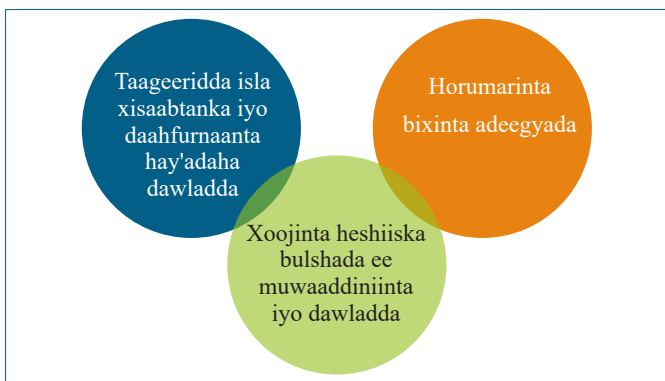 Taageeridda isla
xisaabtanka iyo
daahfurnaanta
hay'adaha
dawladda
Horumarinta
bixinta adeegyada
Xoojinta heshiiska
bulshada ee
muwaaddiniinta
iyo dawladda